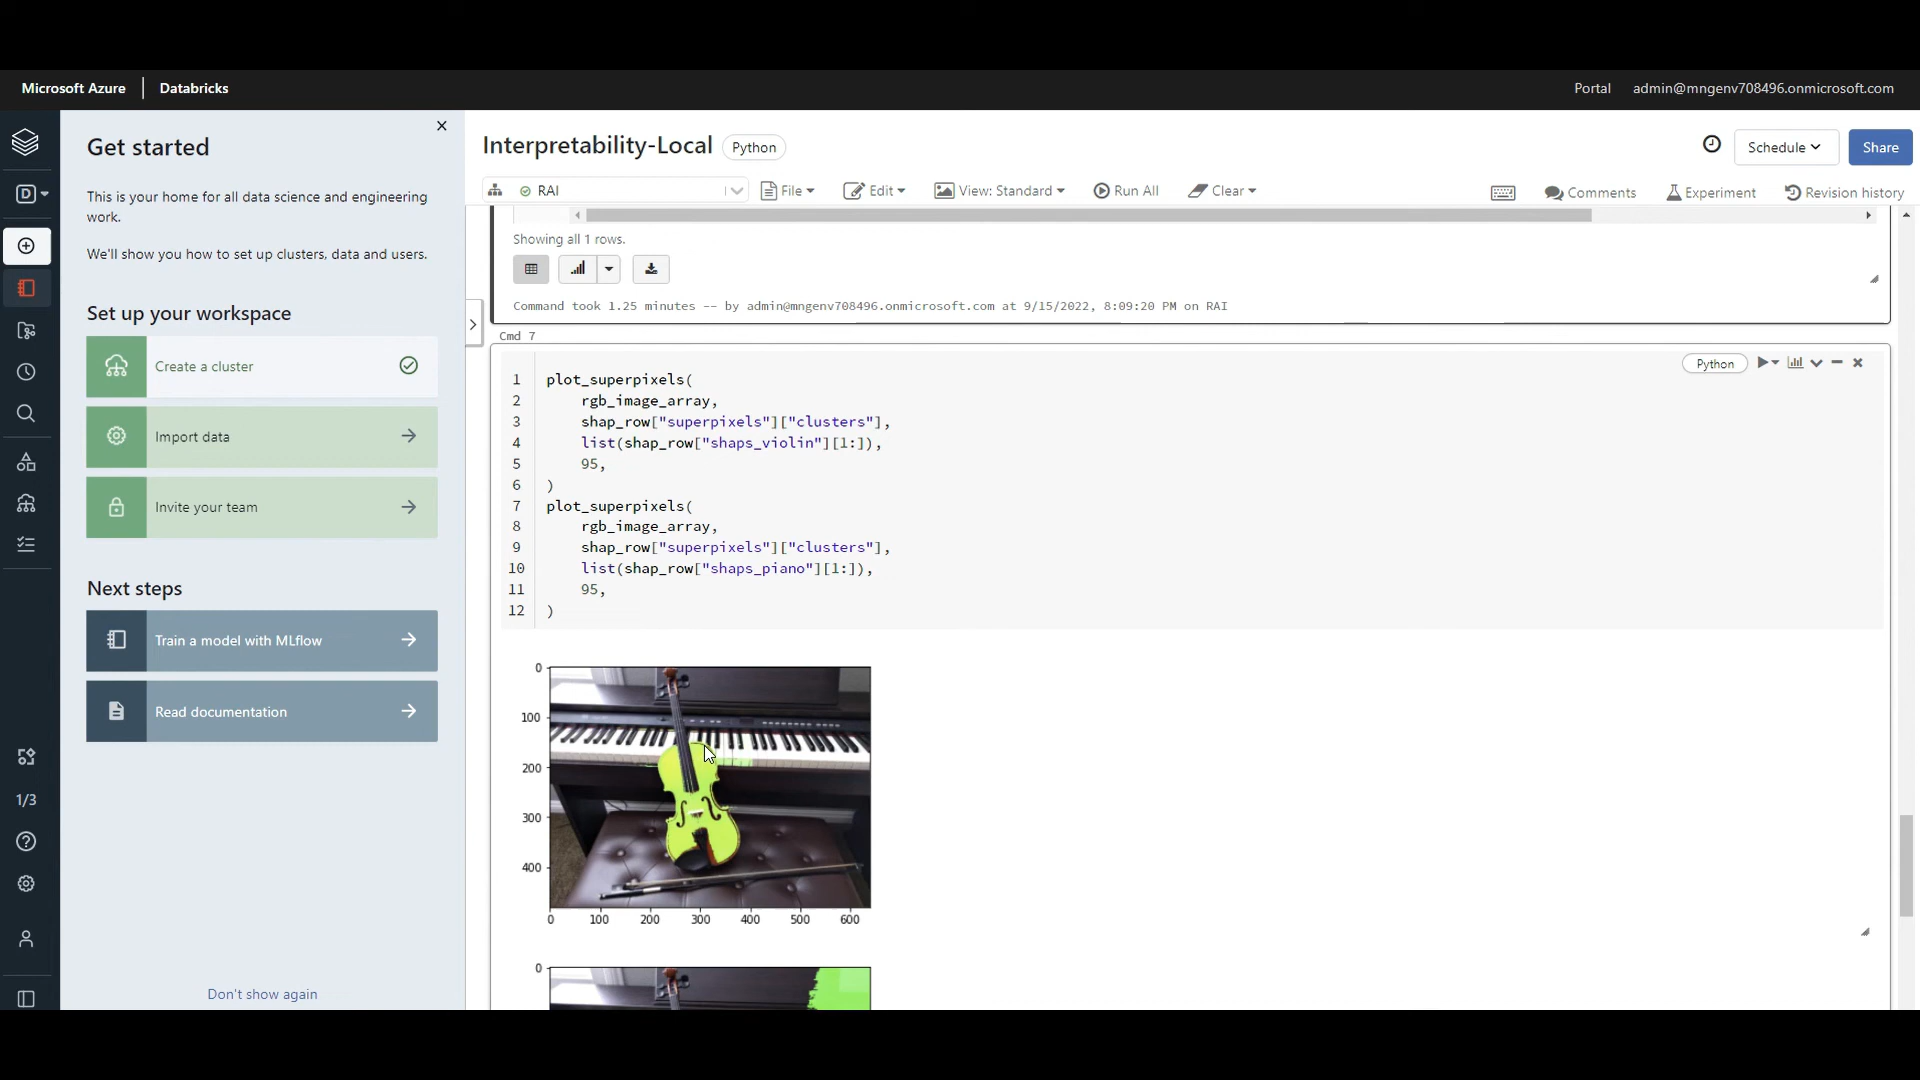 Microsoft Azure
Databricks
Portal
admin@mngenv708496.onmicrosoft.com
Get started
This is your home for all data science and engineering
work.
We'll show you how to set up clusters, data and users.
Set up your workspace
Create a cluster
Import data
Invite your team
Next steps
Train a model with MLflow
Read documentation
Don't show again
D
1/3
Interpretability-Local
Python
Schedule
Share
RAI
File
Edit
View: Standard
Run All
Clear
Comments
Experiment
Revision history
Showing all 1 rows.
Command took 1.25 minutes -- by admin@mngenv708496.onmicrosoft.com at 9/15/2022, 8:09:20 PM on RAI
Cmd 7
Python
1 plot_superpixels(
2 rgb_image_array,
3 shap_row["superpixels"]["clusters"],
4 list(shap_row["shaps_violin"][1:]),
5 95,
6 )
7 plot_superpixels(
8 rgb_image_array,
9 shap_row["superpixels"]["clusters"],
10 list(shap_row["shaps_piano"][1:]),
11 95,
12 )
0
100
200
300
400
0 100 200 300 400 500 600
0